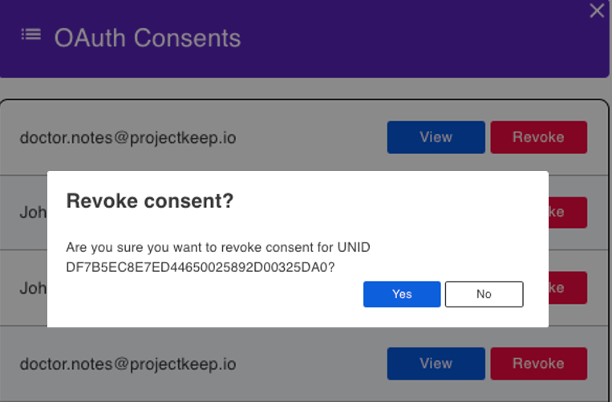 OAuth Consents
doctor.notes@projectkeep.io View Revoke
Joh ke
Revoke consent?
Are you sure you want to revoke consent for UNID
DF7B5EC8E7ED44650025892D00325DA0?
Joh ke
Yes No
doctor.notes@projectkeep.io View Revoke